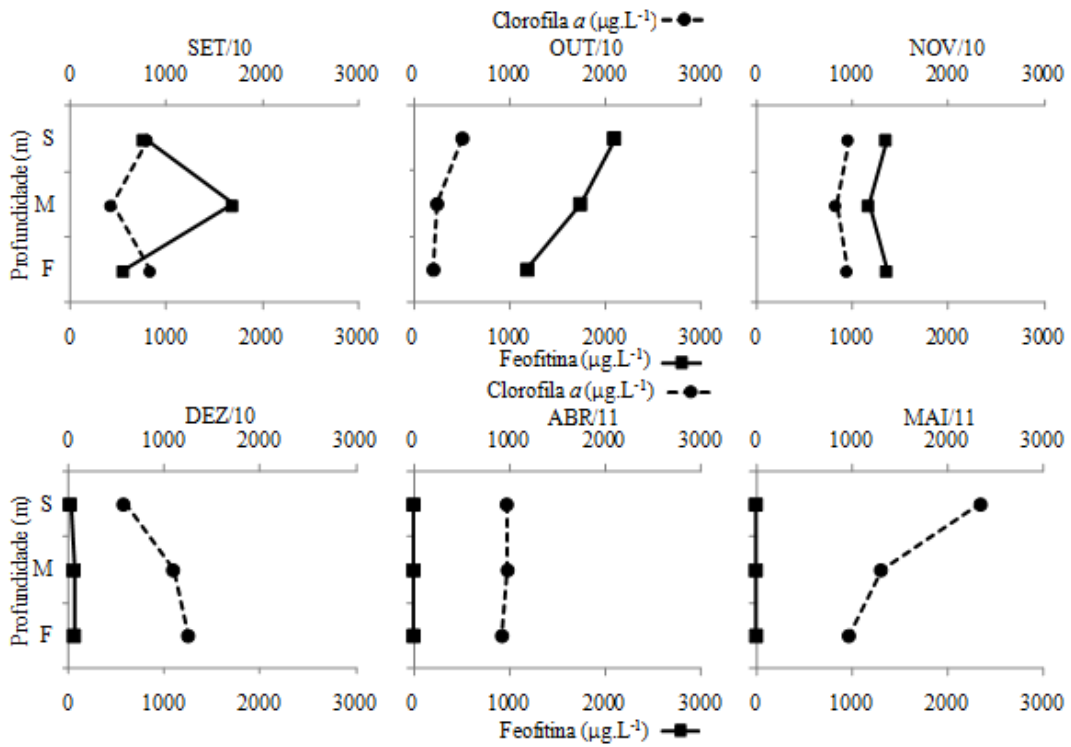 Clorofila a (µg.L-1)
SET/10 OUT/10 NOV/10
0 1000 2000 3000 0 1000 2000 3000 0 1000 2000 3000
Profundidade (m)
S
M
F
0 1000 2000 3000 0 1000 2000 3000 0 1000 2000 3000
Feofitina (µg.L-1)
Clorofila a (µg.L-1)
DEZ/10 ABR/11 MAI/11
0 1000 2000 3000 0 1000 2000 3000 0 1000 2000 3000
Profundidade (m)
S
M
F
0 1000 2000 3000 0 1000 2000 3000 0 1000 2000 3000
Feofitina (µg.L-1)